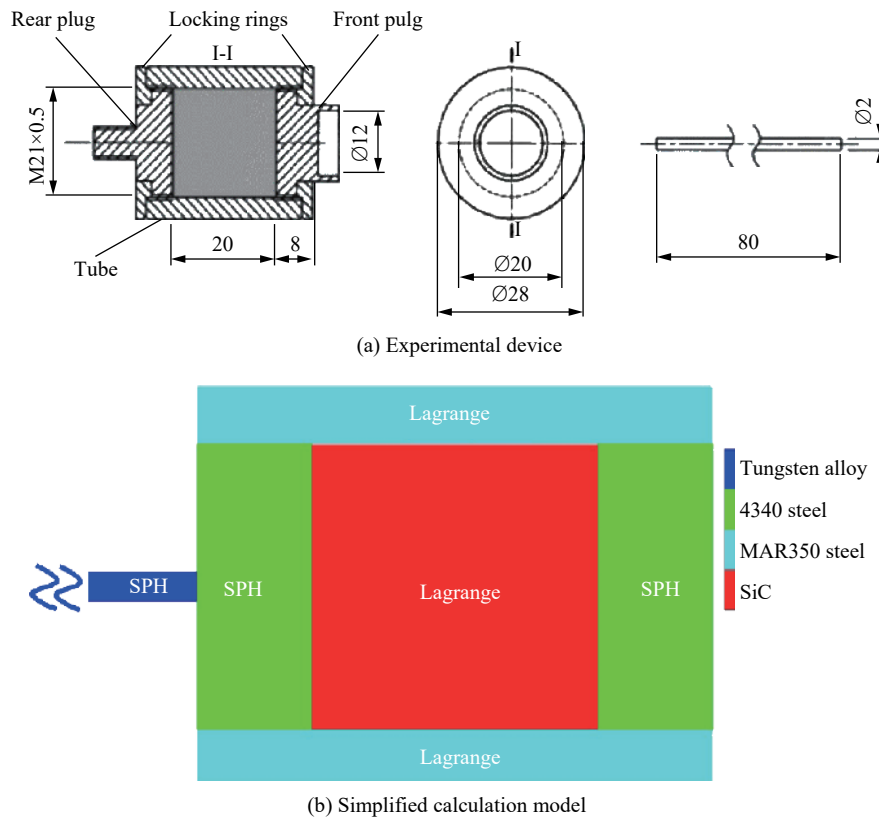 Rear plug
Locking rings
Front pulg
I-I
M21×0.5
Ø12
20
8
Tube
I
I
Ø20
Ø28
Ø2
80
(a) Experimental device
Lagrange
SPH
SPH
Lagrange
SPH
Lagrange
Tungsten alloy
4340 steel
MAR350 steel
SiC
(b) Simplified calculation model